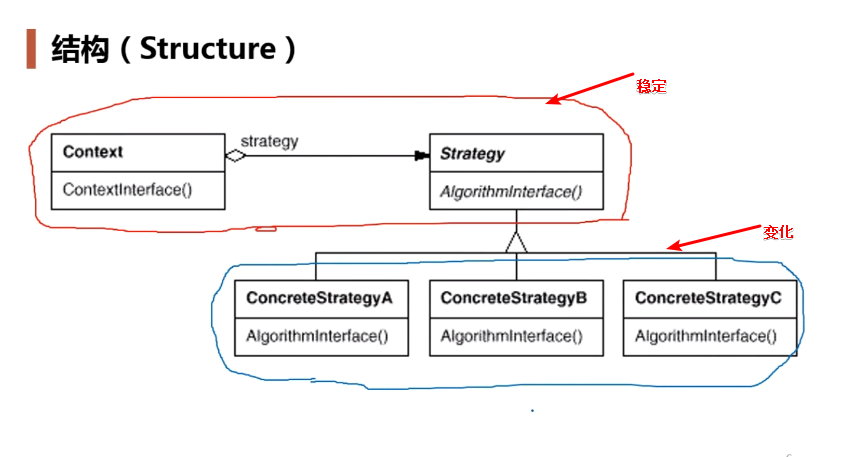 结构（Structure）
稳定
strategy
Context
Strategy
ContextInterface()
AlgorithmInterface()
变化
ConcreteStrategyA
ConcreteStrategyB
ConcreteStrategyC
AlgorithmInterface()
AlgorithmInterface()
AlgorithmInterface()